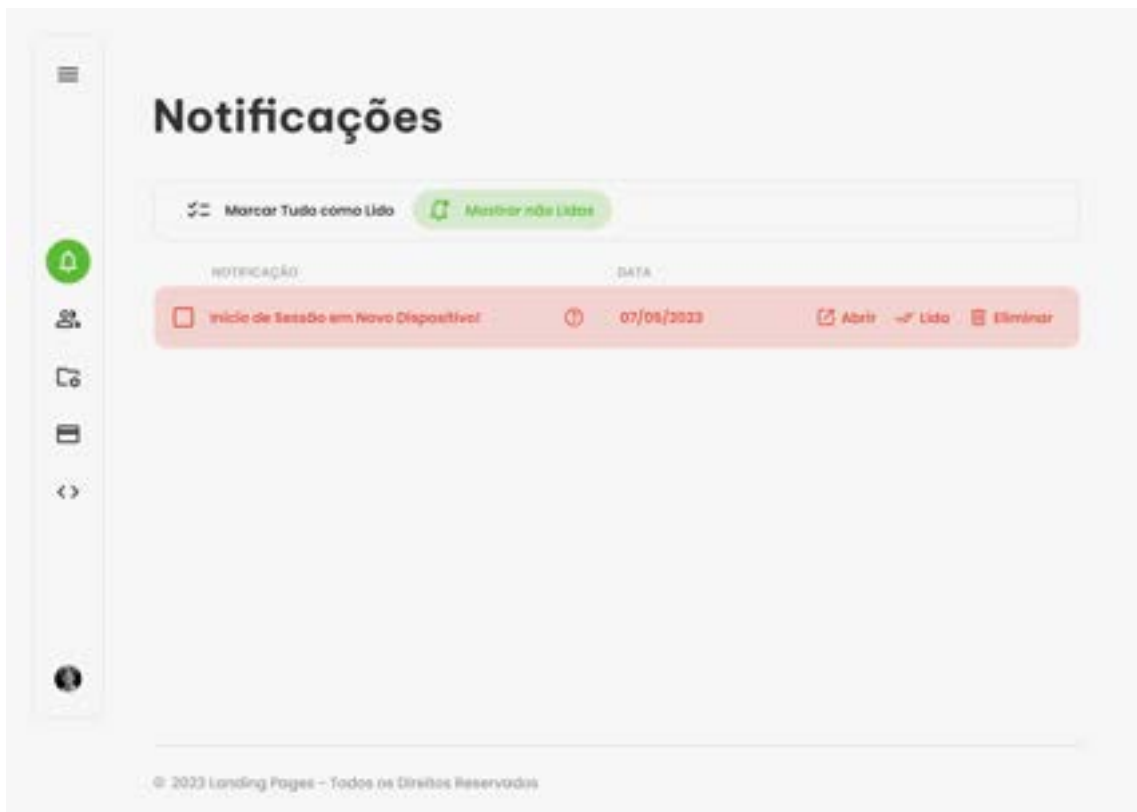 Notificações
Marcar Tudo como Lido Mostrar não Lidos
NOTIFICAÇÃO DATA
Início de Sessão em Novo Dispositivo! 07/05/2023 Abrir Lido Eliminar
© 2023 Landing Pages - Todos os Direitos Reservados